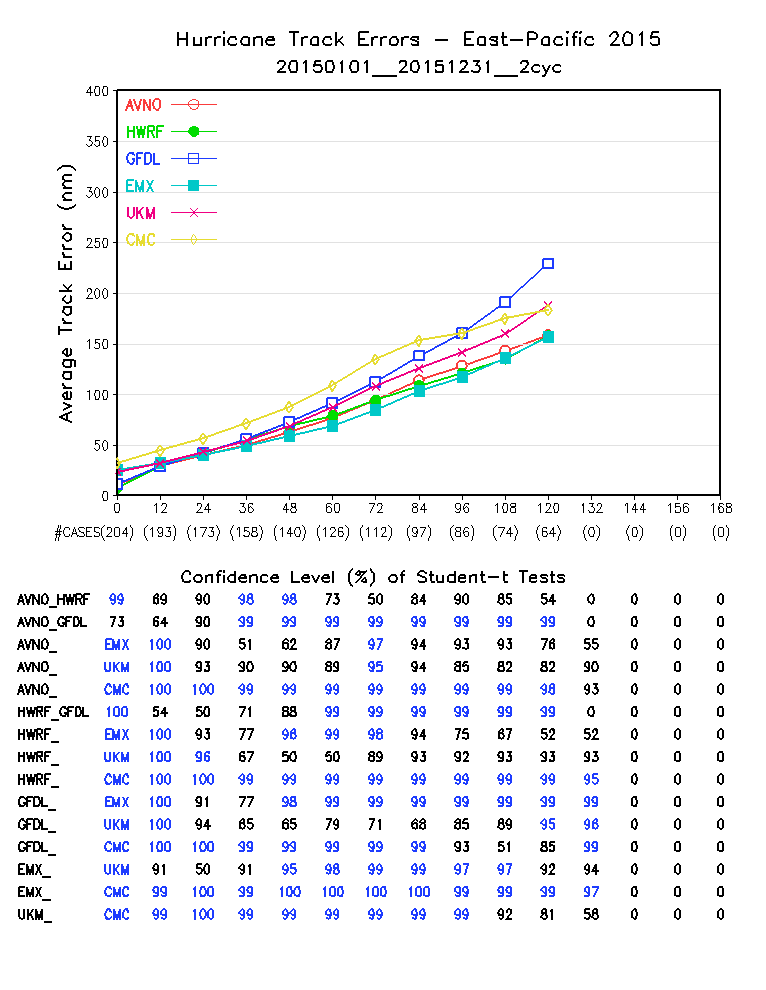 Hurricane Track Errors - East-Pacific 2015
20150101__20151231__2cyc
400
350
300
250
200
150
100
50
0
Average Track Error (nm)
AVNO
HWRF
GFDL
EMX
UKM
CMC
0 12 24 36 48 60 72 84 96 108 120 132 144 156 168
#CASES(204) (193) (173) (158) (140) (126) (112) (97) (86) (74) (64) (0) (0) (0) (0)
Confidence Level (%) of Student-t Tests
AVNO_HWRF 99 69 90 98 98 73 50 84 90 85 54 0 0 0 0
AVNO_GFDL 73 64 90 99 99 99 99 99 99 99 99 0 0 0 0
AVNO_ EMX 100 90 51 62 87 97 94 93 93 76 55 0 0 0
AVNO_ UKM 100 93 90 90 89 95 94 85 82 82 90 0 0 0
AVNO_ CMC 100 100 99 99 99 99 99 99 99 98 93 0 0 0
HWRF_GFDL 100 54 50 71 88 99 99 99 99 99 99 0 0 0 0
HWRF_ EMX 100 93 77 96 99 98 94 75 67 52 52 0 0 0
HWRF_ UKM 100 96 67 50 50 89 93 92 93 93 93 0 0 0
HWRF_ CMC 100 100 99 99 99 99 99 99 99 99 95 0 0 0
GFDL_ EMX 100 91 77 98 99 99 99 99 99 99 99 0 0 0
GFDL_ UKM 100 94 65 65 79 71 68 85 89 95 96 0 0 0
GFDL_ CMC 100 100 99 99 99 99 99 93 51 85 99 0 0 0
EMX_ UKM 91 50 91 95 98 99 99 97 97 92 94 0 0 0
EMX_ CMC 99 100 99 100 100 100 100 99 99 99 97 0 0 0
UKM_ CMC 99 100 99 99 99 99 99 99 92 81 58 0 0 0